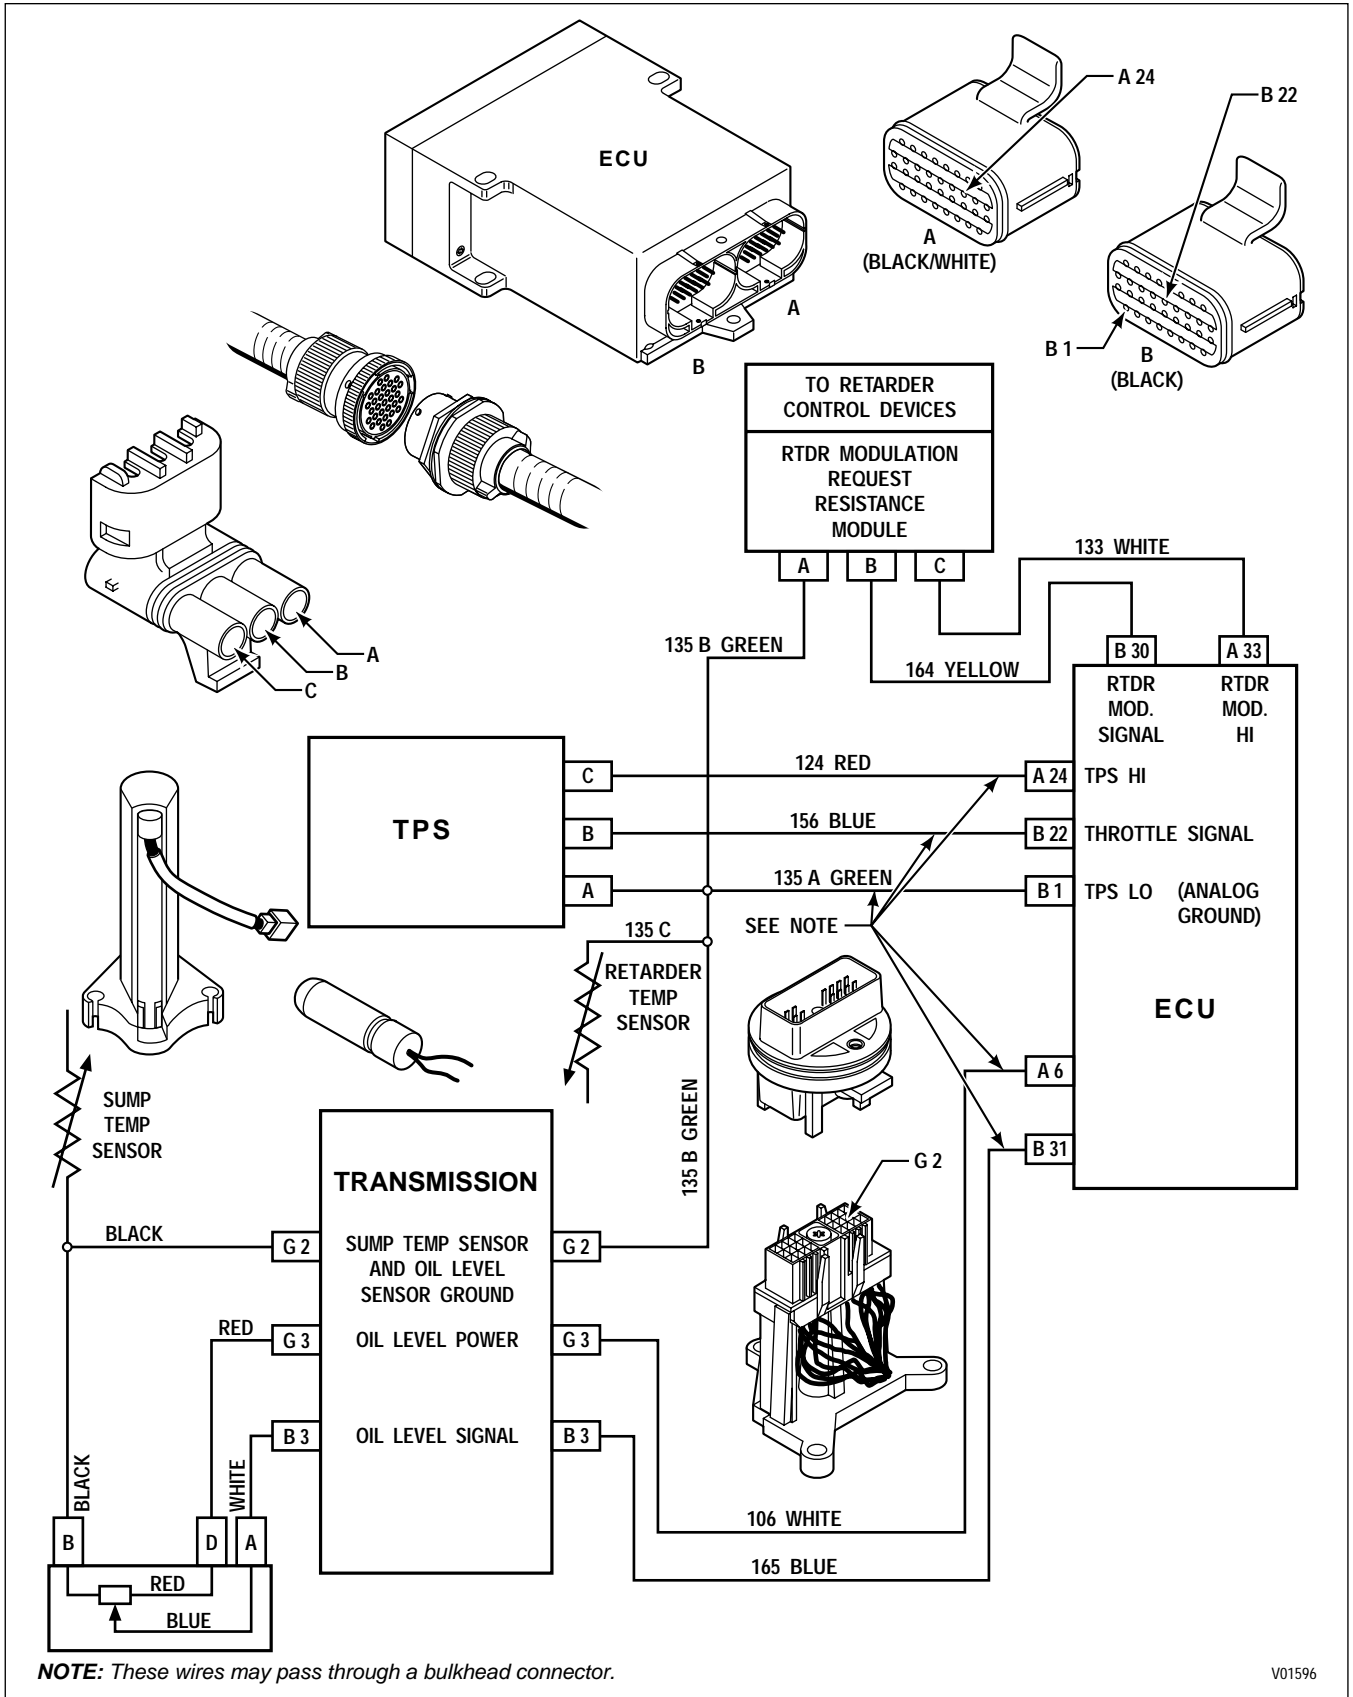 ECU
A 24
B 22
A
(BLACK/WHITE)
A
B
B 1
B
(BLACK)
TO RETARDER
CONTROL DEVICES
RTDR MODULATION
REQUEST
RESISTANCE
MODULE
A
B
C
133 WHITE
A
B
C
135 B GREEN
164 YELLOW
B 30
A 33
RTDR
MOD.
SIGNAL
RTDR
MOD.
HI
TPS
C
124 RED
A 24
TPS HI
B
156 BLUE
B 22
THROTTLE SIGNAL
A
135 A GREEN
B 1
TPS LO
(ANALOG
GROUND)
SEE NOTE
135 C
RETARDER
TEMP
SENSOR
ECU
A 6
B 31
SUMP
TEMP
SENSOR
135 B GREEN
TRANSMISSION
G 2
BLACK
G 2
SUMP TEMP SENSOR
AND OIL LEVEL
SENSOR GROUND
G 2
RED
G 3
OIL LEVEL POWER
G 3
B 3
OIL LEVEL SIGNAL
B 3
BLACK
WHITE
106 WHITE
165 BLUE
B
D
A
RED
BLUE
NOTE: These wires may pass through a bulkhead connector.
V01596